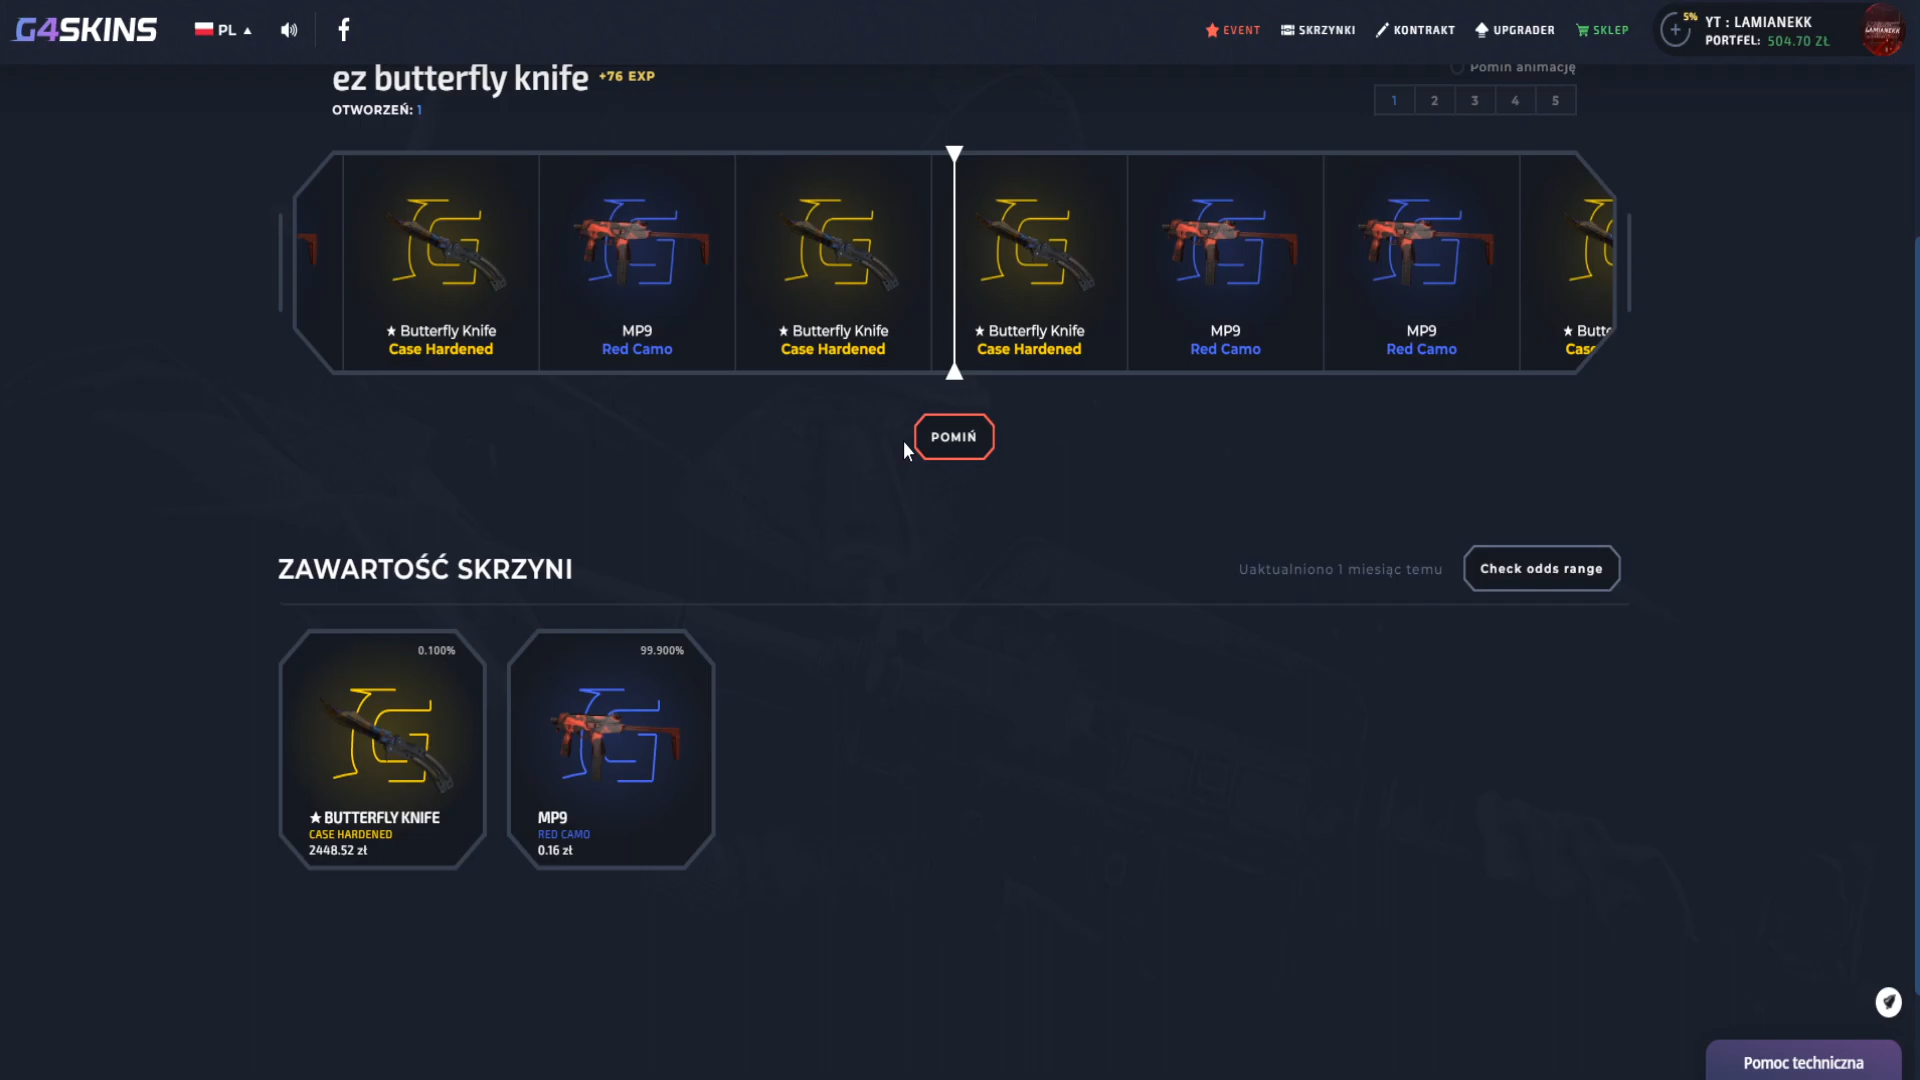 G4SKINS
PL
EVENT
SKRZYNKI
KONTRAKT
UPGRADER
SKLEP
5%
YT : LAMIANEKK
PORTFEL: 504.70 ZŁ
LAMIANEKK
ez butterfly knife +76 EXP
OTWORZEŃ: 1
Pomiń animację
1 2 3 4 5
★ Butterfly Knife
Case Hardened
MP9
Red Camo
★ Butterfly Knife
Case Hardened
★ Butterfly Knife
Case Hardened
MP9
Red Camo
MP9
Red Camo
★ Butt
Case
POMIŃ
ZAWARTOŚĆ SKRZYNI
Uaktualniono 1 miesiąc temu
Check odds range
0.100%
★ BUTTERFLY KNIFE
CASE HARDENED
2448.52 zł
99.900%
MP9
RED CAMO
0.16 zł
Pomoc techniczna